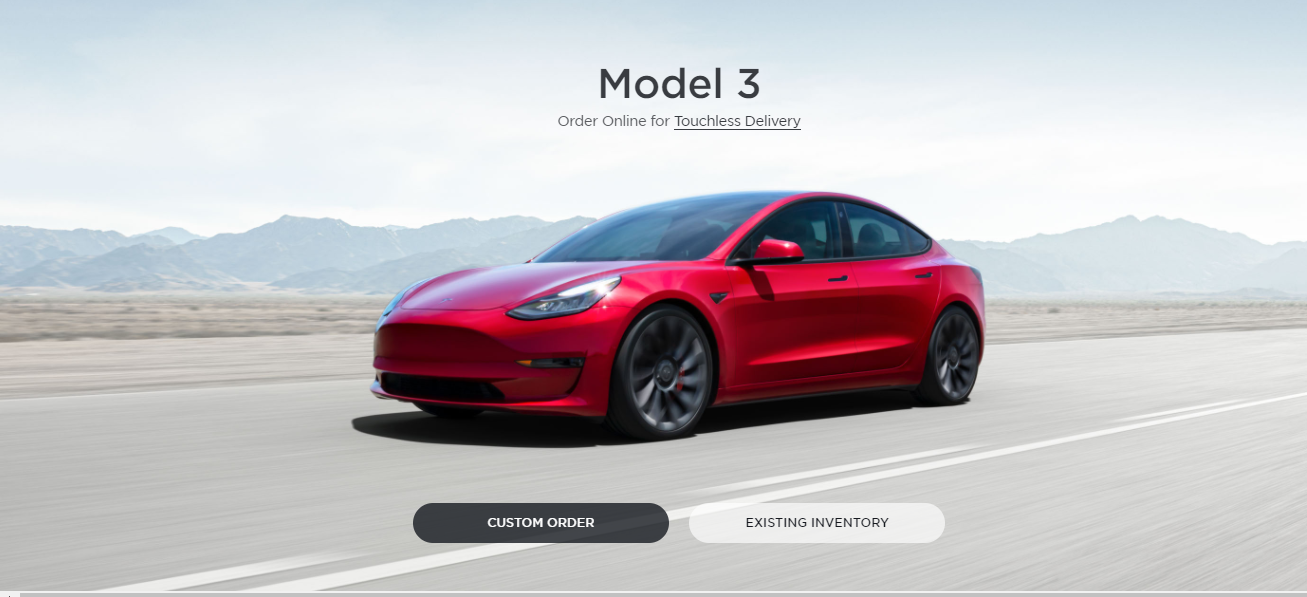 Model 3
Order Online for Touchless Delivery
CUSTOM ORDER
EXISTING INVENTORY